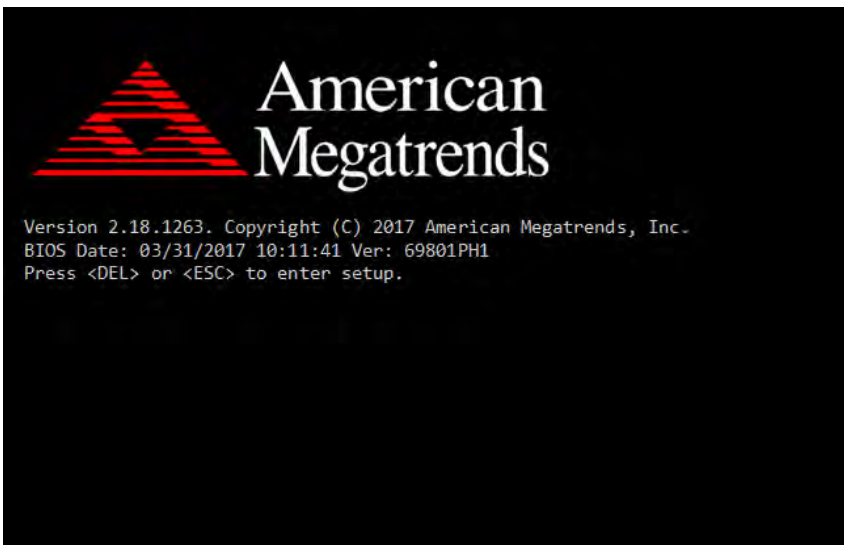 American
Megatrends
Version 2.18.1263. Copyright (C) 2017 American Megatrends, Inc.
BIOS Date: 03/31/2017 10:11:41 Ver: 69801PH1
Press <DEL> or <ESC> to enter setup.